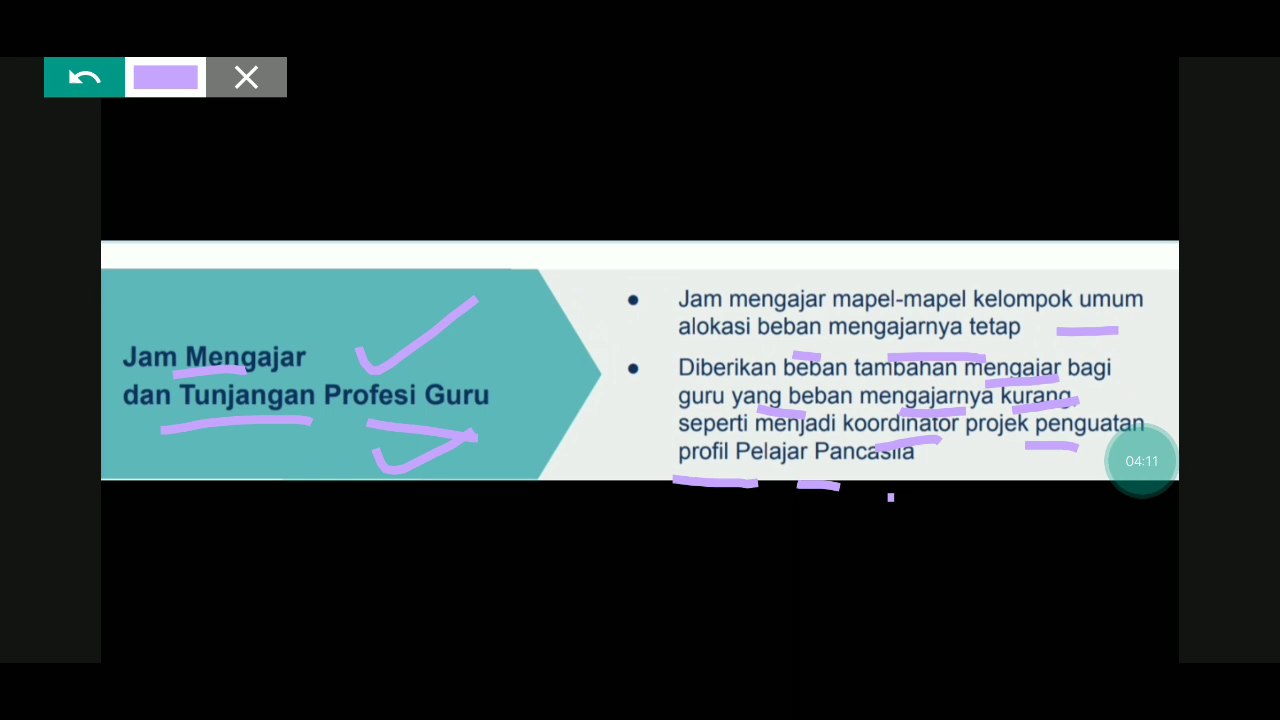 Jam Mengajar
dan Tunjangan Profesi Guru
● Jam mengajar mapel-mapel kelompok umum
alokasi beban mengajarnya tetap
● Diberikan beban tambahan mengajar bagi
guru yang beban mengajarnya kurang,
seperti menjadi koordinator projek penguatan
profil Pelajar Pancasila
04:11